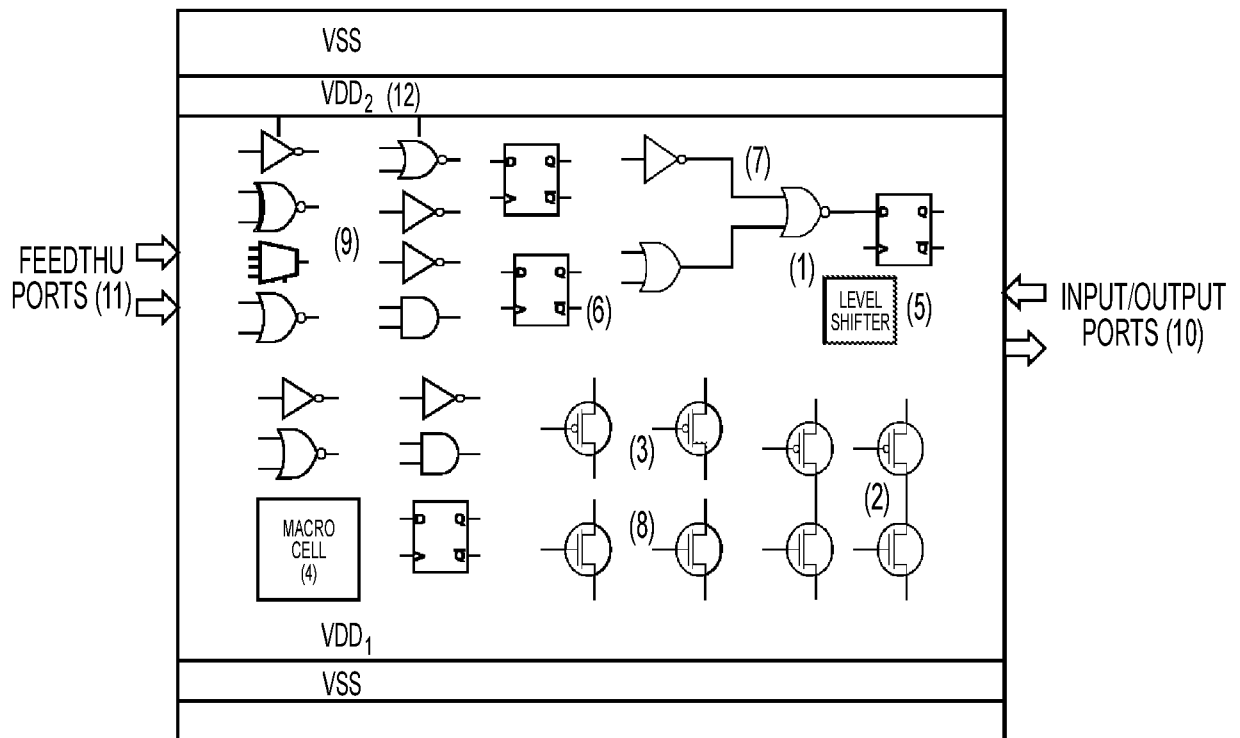 VSS
VDD₂ (12)
(7)
D Q
Q
D Q
Q
(9)
FEEDTHU
PORTS (11)
D Q
Q
(6)
(1)
LEVEL
SHIFTER
(5)
INPUT/OUTPUT
PORTS (10)
(3)
(2)
(8)
MACRO
CELL
(4)
D Q
Q
VDD₁
VSS